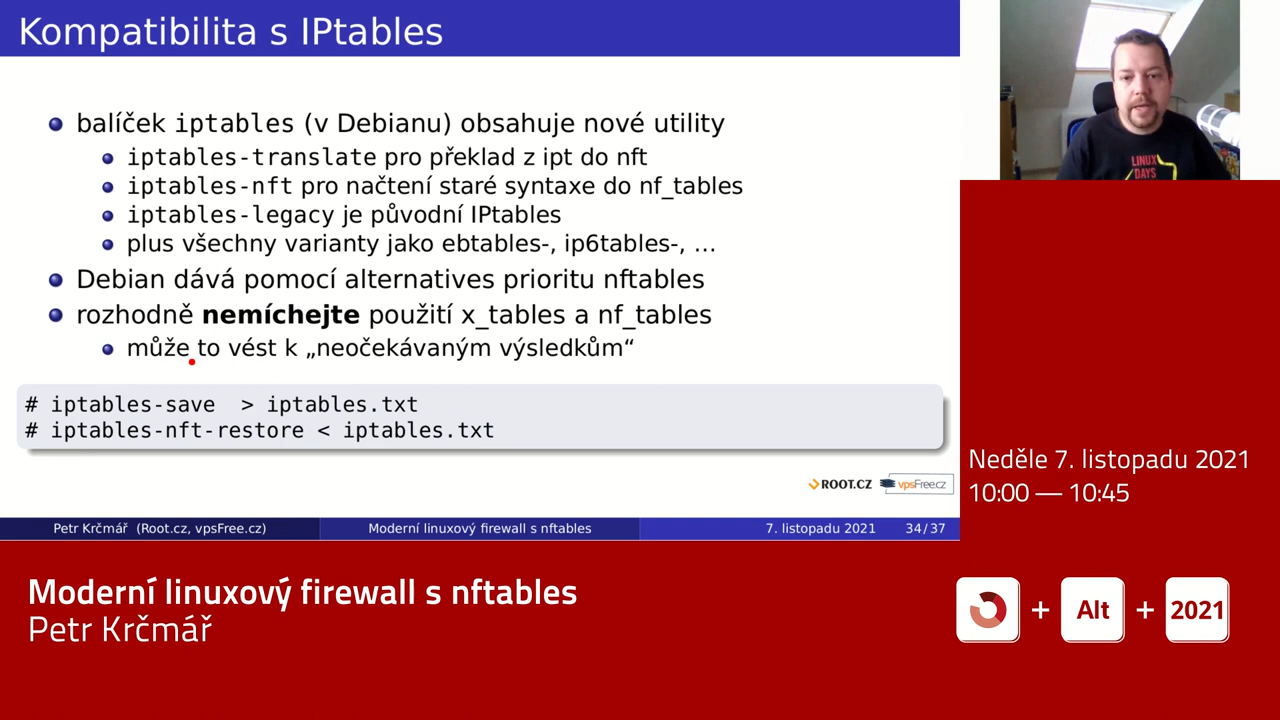 Kompatibilita s IPtables
balíček iptables (v Debianu) obsahuje nové utility
iptables-translate pro překlad z ipt do nft
iptables-nft pro načtení staré syntaxe do nf_tables
iptables-legacy je původní IPtables
plus všechny varianty jako ebtables-, ip6tables-, …
Debian dává pomocí alternatives prioritu nftables
rozhodně nemíchejte použití x_tables a nf_tables
může to vést k „neočekávaným výsledkům“
# iptables-save  > iptables.txt
# iptables-nft-restore < iptables.txt
ROOT.CZ vpsFree.cz
Petr Krčmář (Root.cz, vpsFree.cz) Moderní linuxový firewall s nftables 7. listopadu 2021 34/37
LINUX
DAYS
Neděle 7. listopadu 2021
10:00 — 10:45
Moderní linuxový firewall s nftables
Petr Krčmář
+ Alt + 2021